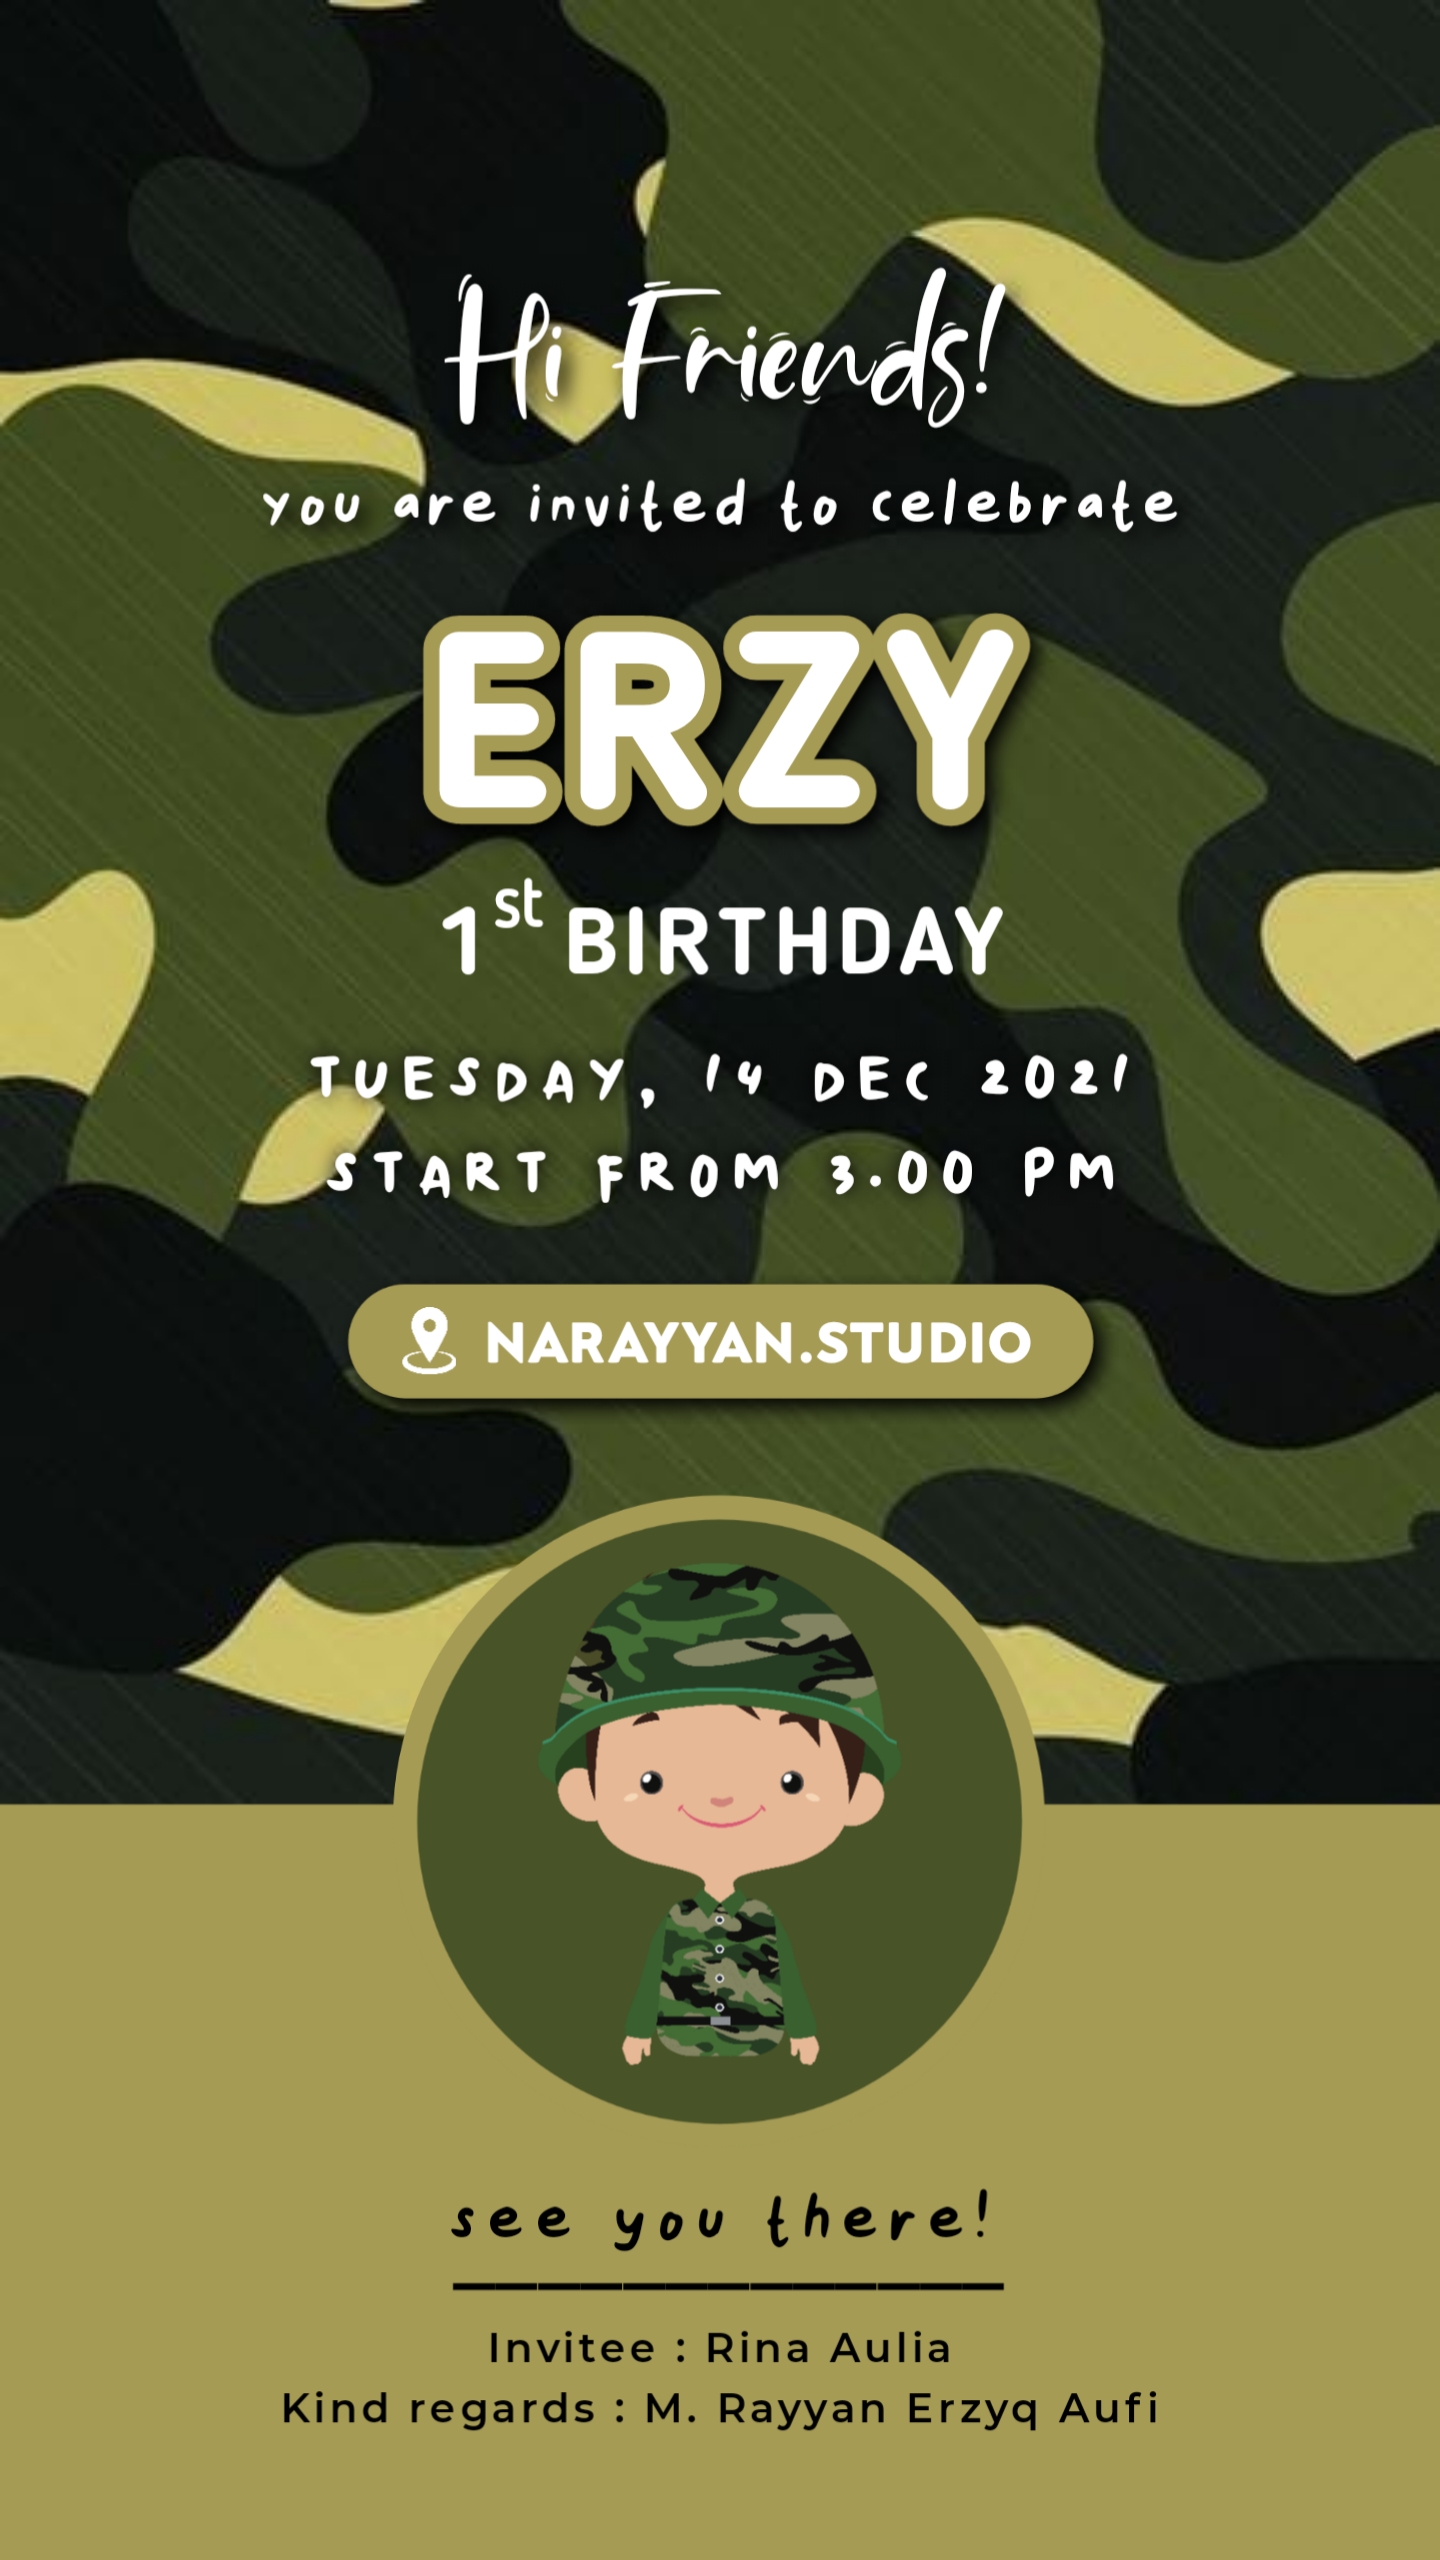 Hi Friends!
you are invited to celebrate
ERZY
1st BIRTHDAY
TUESDAY, 14 DEC 2021
START FROM 3.00 PM
NARAYYAN.STUDIO
see you there!
Invitee : Rina Aulia
Kind regards : M. Rayyan Erzyq Aufi